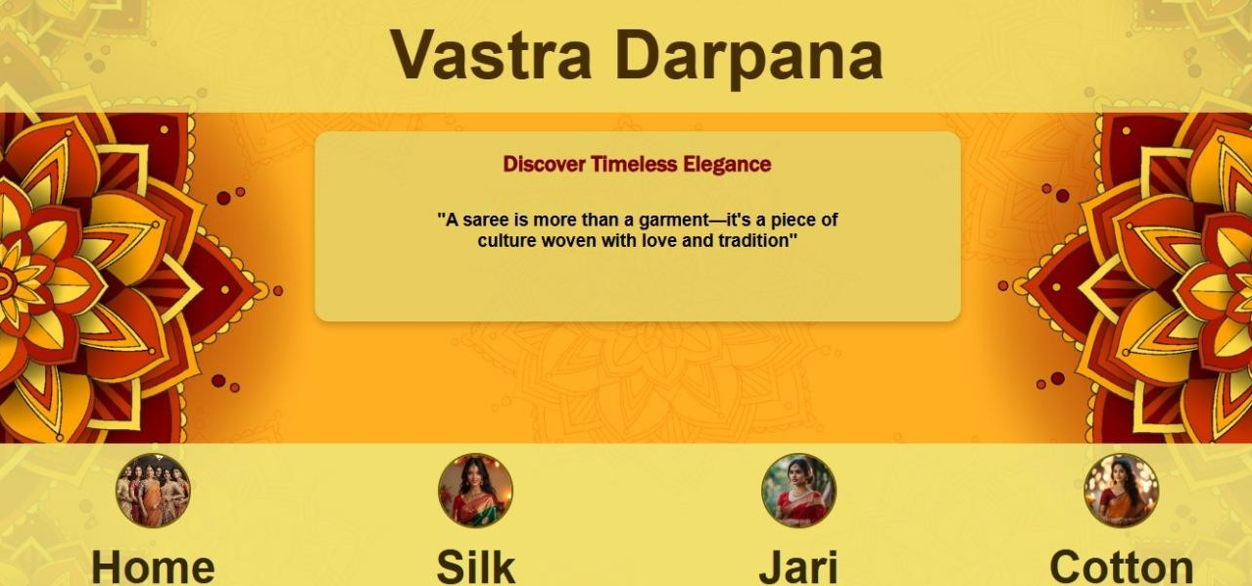 Vastra Darpana
Discover Timeless Elegance
"A saree is more than a garment—it's a piece of
culture woven with love and tradition"
Home Silk Jari Cotton